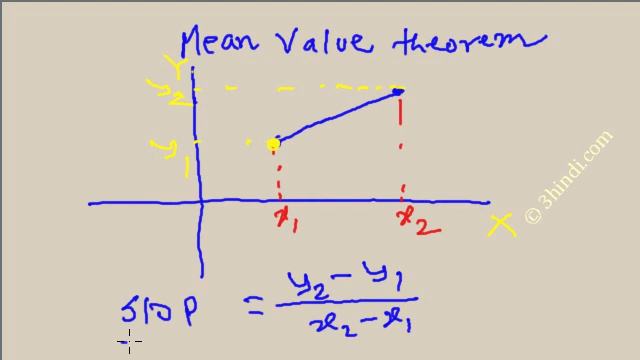 Mean Value theorem
Y
y2
y1
x1
x2
X
© 3hindi.com
slop = y2 - y1 / x2 - x1